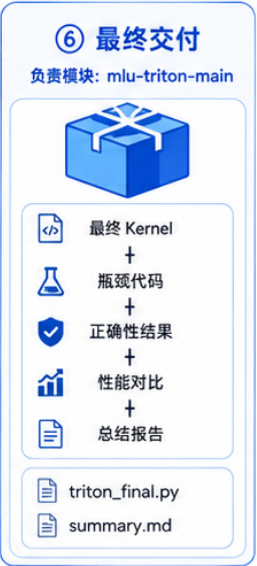 ⑥ 最终交付
负责模块: mlu-triton-main
</>
最终 Kernel
+
瓶颈代码
+
正确性结果
+
性能对比
+
总结报告
triton_final.py
summary.md